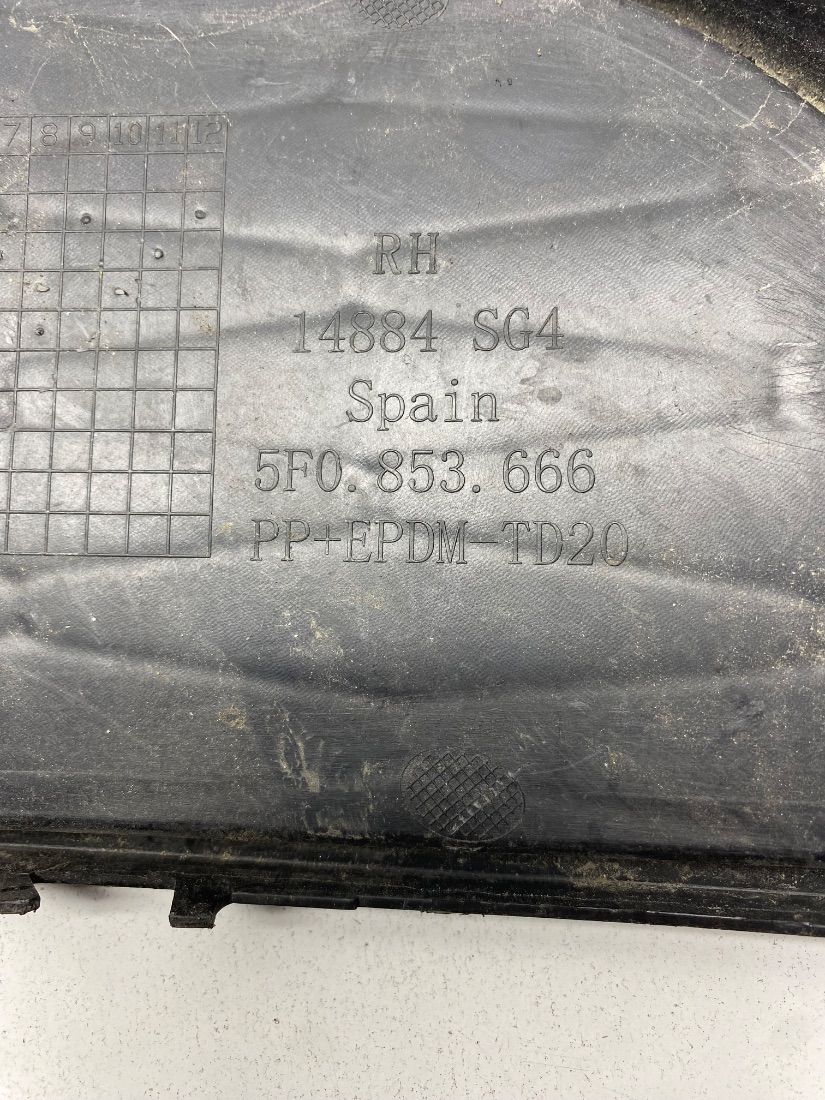 7 8 9 10 11 12
RH
14884 SG4
Spain
5F0.853.666
PP+EPDM-TD20